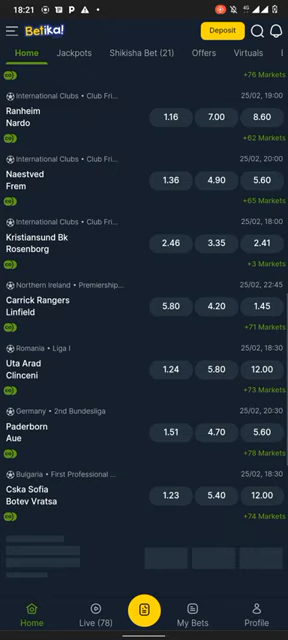 18:21
Betika!
Deposit
Home Jackpots Shikisha Bet (21) Offers Virtuals
+76 Markets
International Clubs • Club Fri... 25/02, 19:00
Ranheim
Nardo
1.16 7.00 8.60
+62 Markets
International Clubs • Club Fri... 25/02, 20:00
Naestved
Frem
1.36 4.90 5.60
+65 Markets
International Clubs • Club Fri... 25/02, 18:00
Kristiansund Bk
Rosenborg
2.46 3.35 2.41
+3 Markets
Northern Ireland • Premiership... 25/02, 22:45
Carrick Rangers
Linfield
5.80 4.20 1.45
+71 Markets
Romania • Liga I 25/02, 18:30
Uta Arad
Clinceni
1.24 5.80 12.00
+73 Markets
Germany • 2nd Bundesliga 25/02, 20:30
Paderborn
Aue
1.51 4.70 5.60
+78 Markets
Bulgaria • First Professional ... 25/02, 18:30
Cska Sofia
Botev Vratsa
1.23 5.40 12.00
+74 Markets
Home Live (78) My Bets Profile